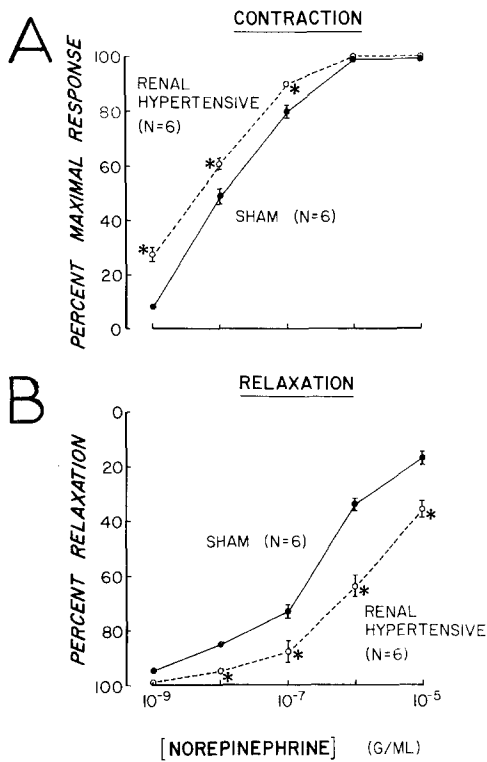 A
CONTRACTION
PERCENT MAXIMAL RESPONSE
100
80
60
40
20
0
RENAL
HYPERTENSIVE
(N=6)
*
*
*
SHAM (N=6)
B
RELAXATION
PERCENT RELAXATION
0
20
40
60
80
100
SHAM (N=6)
*
*
*
*
RENAL
HYPERTENSIVE
(N=6)
10⁻⁹
10⁻⁷
10⁻⁵
[NOREPINEPHRINE] (G/ML)